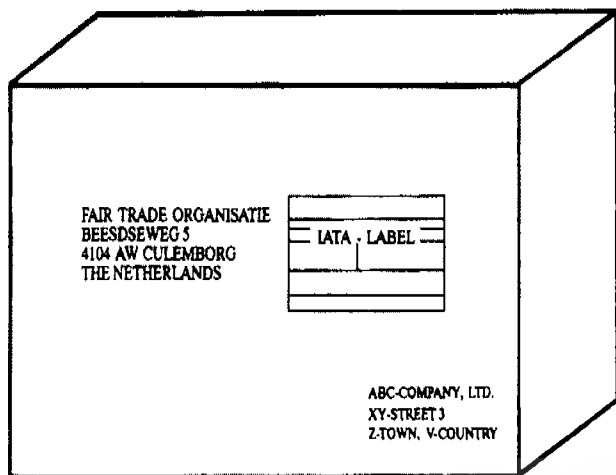 FAIR TRADE ORGANISATIE
BEESDSEWEG 5
4104 AW CULEMBORG
THE NETHERLANDS
IATA - LABEL
ABC-COMPANY, LTD.
XY-STREET 3
Z-TOWN, V-COUNTRY